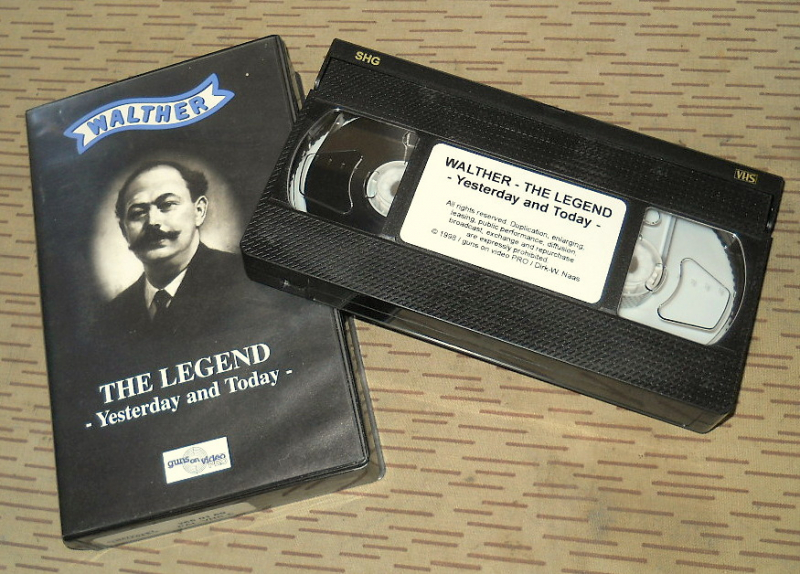 WALTHER
THE LEGEND
- Yesterday and Today -
guns on video
SHG
VHS
WALTHER - THE LEGEND
- Yesterday and Today -
All rights reserved. Duplication, enlarging,
leasing, public performance, diffusion,
broadcast, exchange and repurchase
are expressly prohibited.
© 1998 / guns on video PRO / Dirk-W. Naas